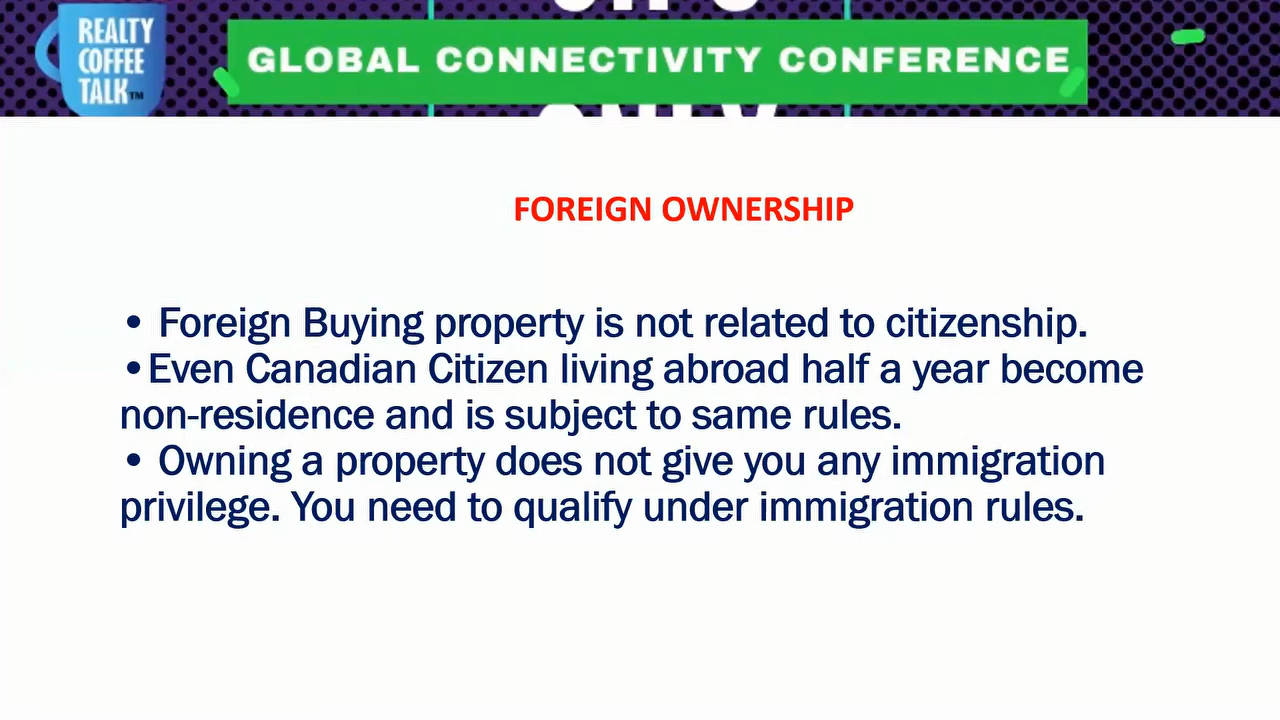 REALTY
COFFEE
TALK™
GLOBAL CONNECTIVITY CONFERENCE
FOREIGN OWNERSHIP
• Foreign Buying property is not related to citizenship.
•Even Canadian Citizen living abroad half a year become
non-residence and is subject to same rules.
• Owning a property does not give you any immigration
privilege. You need to qualify under immigration rules.